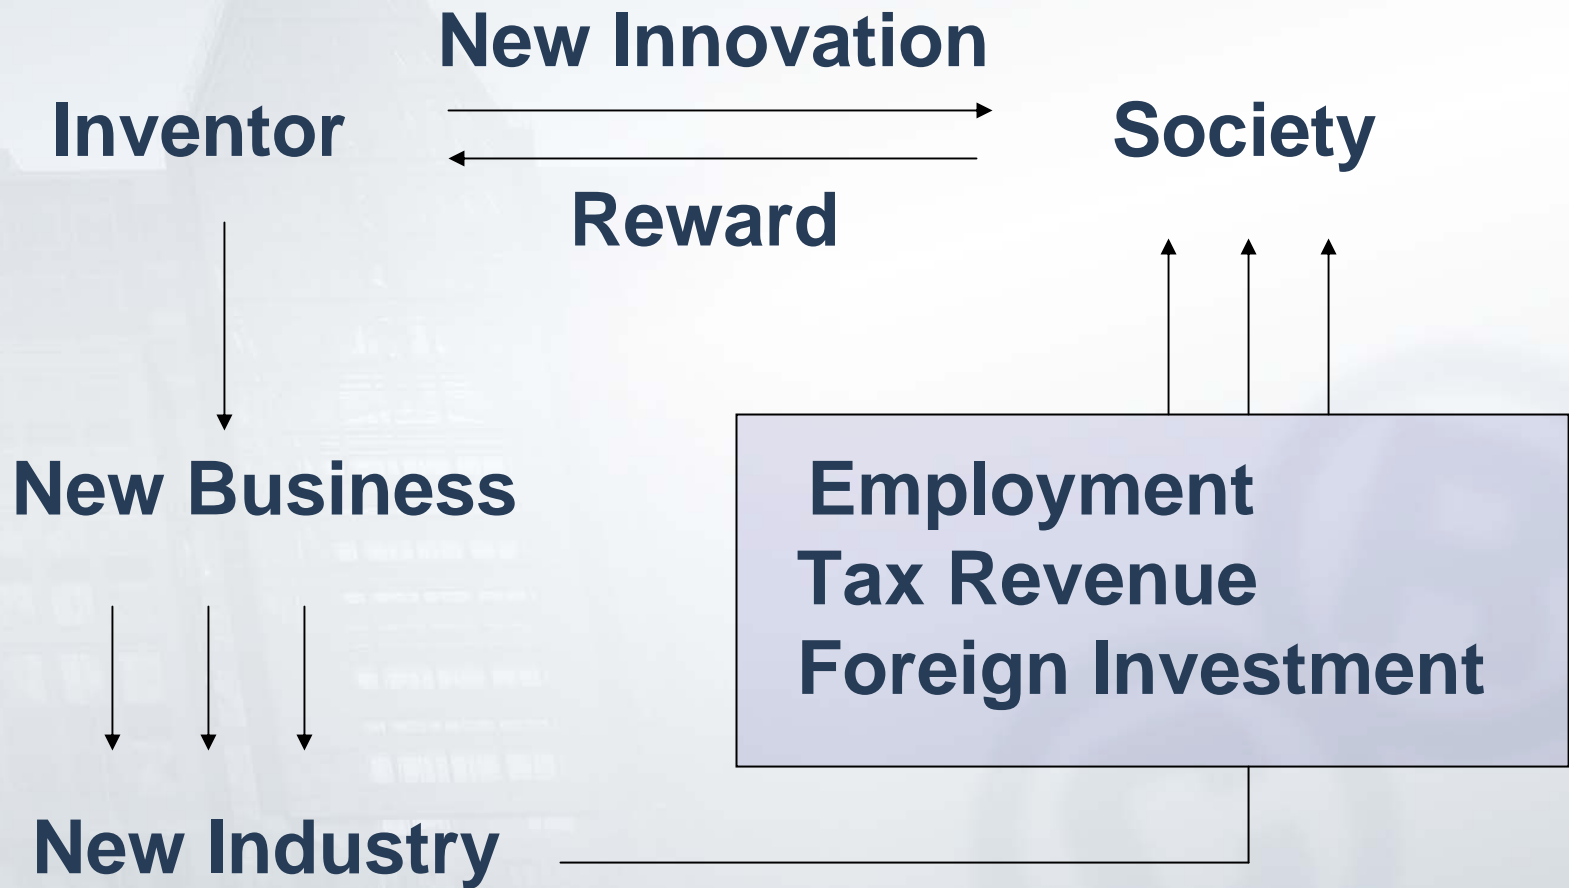 New Innovation
Inventor
Society
Reward
New Business
Employment
Tax Revenue
Foreign Investment
New Industry